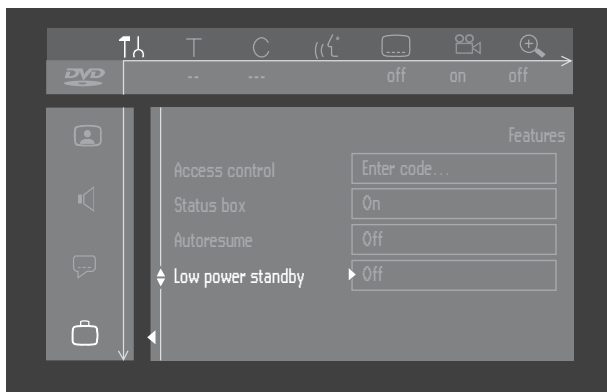 T C
DVD -- --- off on off
Features
Access control Enter code...
Status box On
Autoresume Off
Low power standby Off